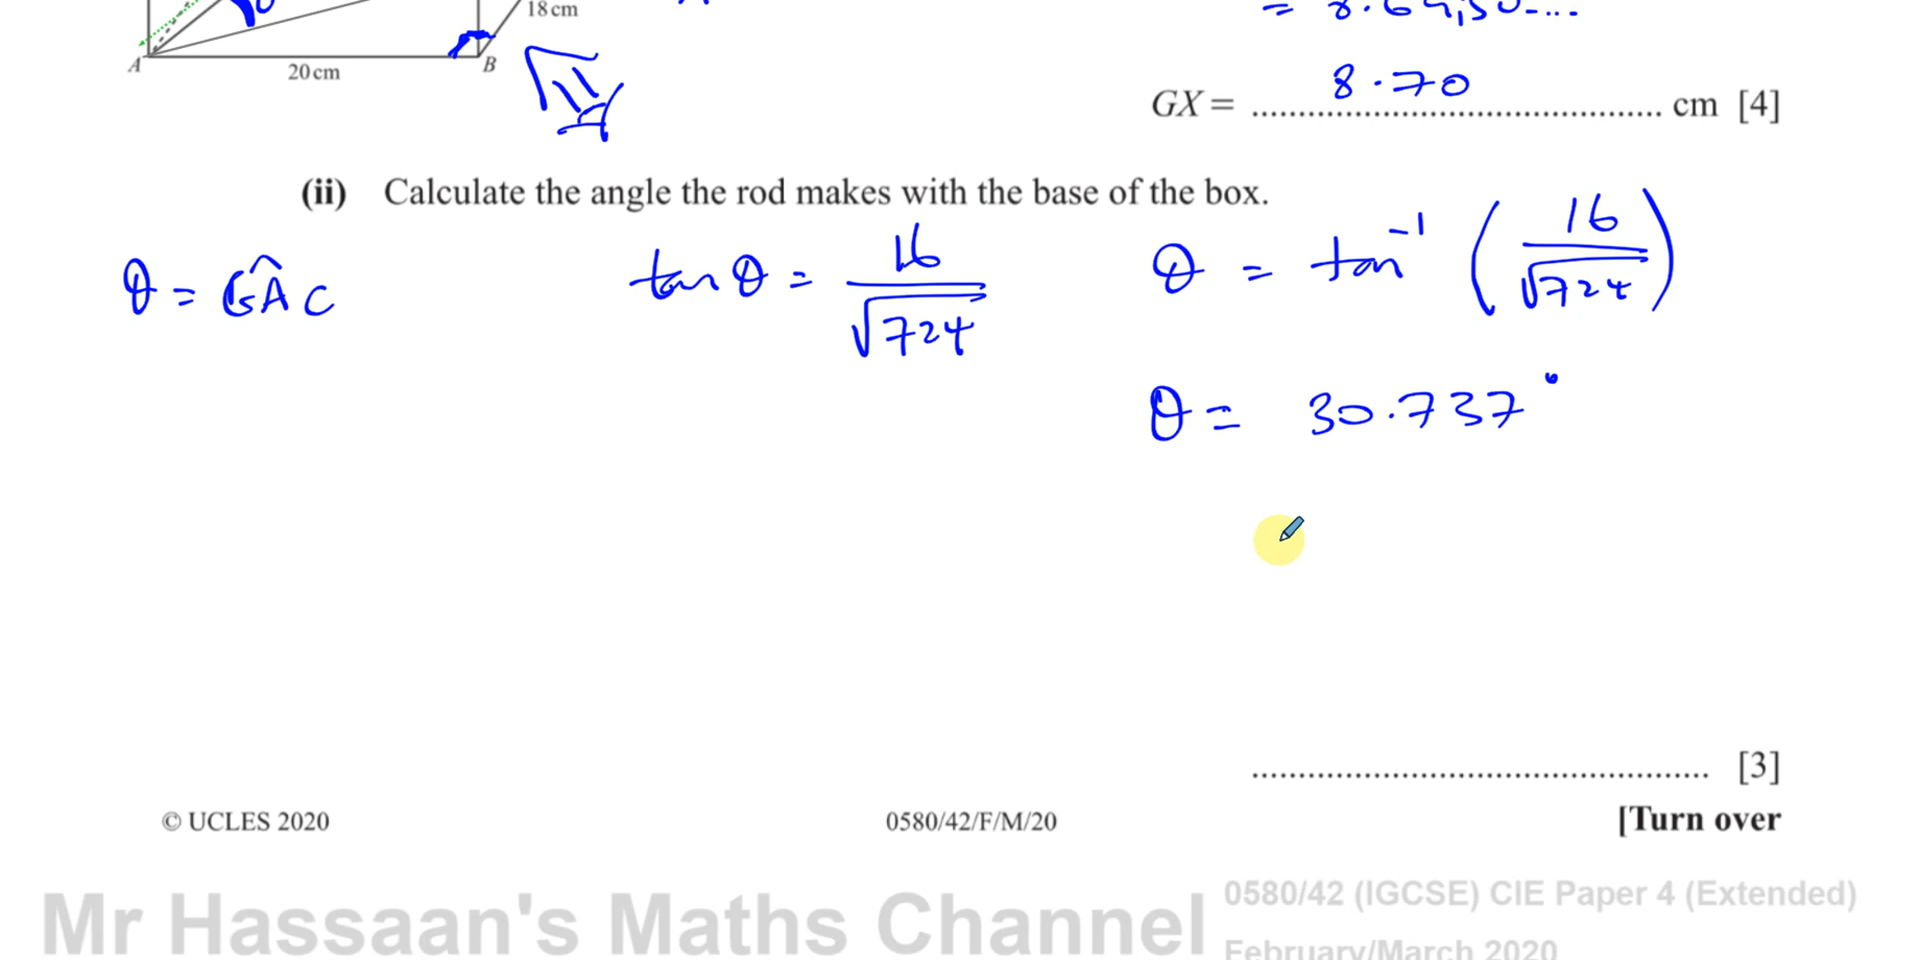 18 cm
A
20 cm
B
GX = 8.70 cm [4]
(ii) Calculate the angle the rod makes with the base of the box.
θ = GÂC
tan θ = 16/√724
θ = tan⁻¹ (16/√724)
θ = 30.737°
[3]
© UCLES 2020
0580/42/F/M/20
[Turn over
Mr Hassaan's Maths Channel
0580/42 (IGCSE) CIE Paper 4 (Extended)
February/March 2020